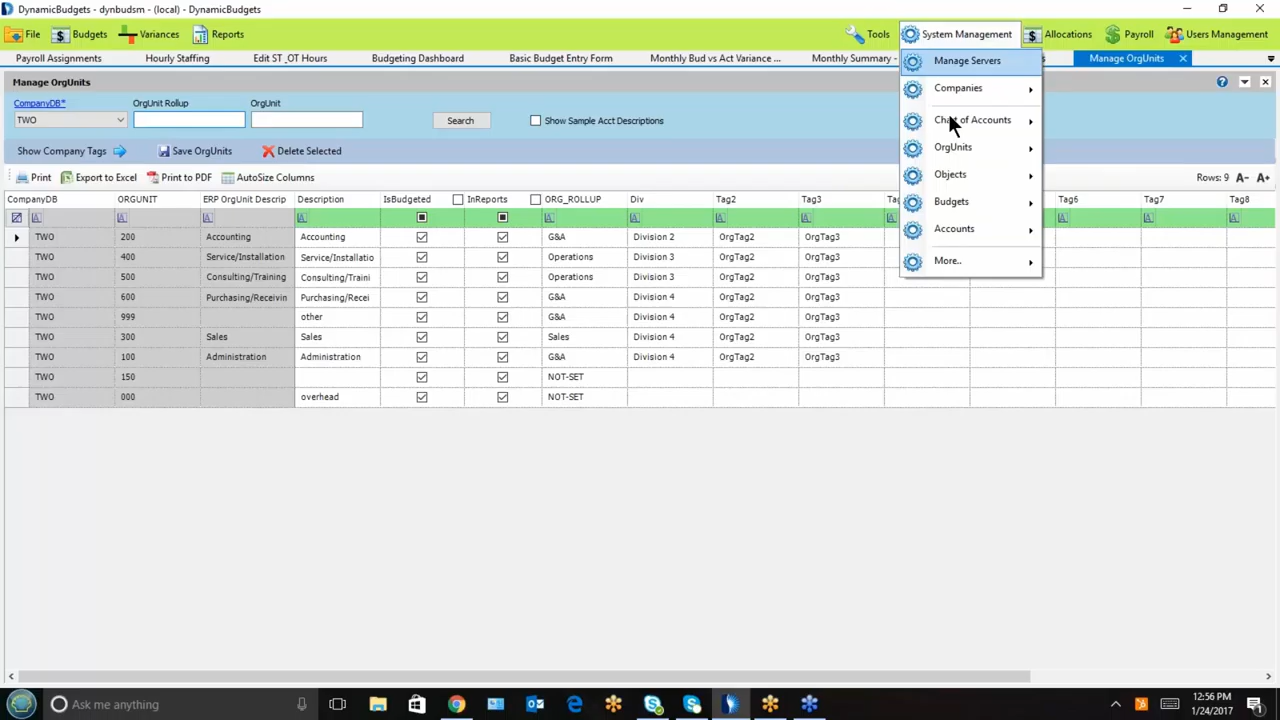 DynamicBudgets - dynbudsm - (local) - DynamicBudgets
File Budgets Variances Reports Tools System Management Allocations Payroll Users Management
Payroll Assignments Hourly Staffing Edit ST _OT Hours Budgeting Dashboard Basic Budget Entry Form Monthly Bud vs Act Variance ... Monthly Summary - Manage OrgUnits
Manage OrgUnits
CompanyDB* OrgUnit Rollup OrgUnit
TWO Search Show Sample Acct Descriptions
Show Company Tags Save OrgUnits Delete Selected
Print Export to Excel Print to PDF AutoSize Columns Rows: 9 A- A+
Manage Servers
Companies
Chart of Accounts
OrgUnits
Objects
Budgets
Accounts
More..
CompanyDB ORGUNIT ERP OrgUnit Descrip Description IsBudgeted InReports ORG_ROLLUP Div Tag2 Tag3 Tag6 Tag7 Tag8
TWO 200 Accounting Accounting G&A Division 2 OrgTag2 OrgTag3
TWO 400 Service/Installation Service/Installatio Operations Division 3 OrgTag2 OrgTag3
TWO 500 Consulting/Training Consulting/Traini Operations Division 3 OrgTag2 OrgTag3
TWO 600 Purchasing/Receivin Purchasing/Recei G&A Division 4 OrgTag2 OrgTag3
TWO 999 other G&A Division 4 OrgTag2 OrgTag3
TWO 300 Sales Sales Sales Division 4 OrgTag2 OrgTag3
TWO 100 Administration Administration G&A Division 4 OrgTag2 OrgTag3
TWO 150 NOT-SET
TWO 000 overhead NOT-SET
Ask me anything
12:56 PM
1/24/2017